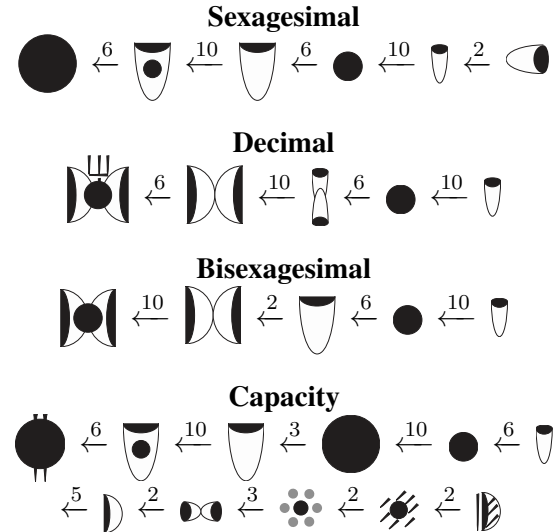 Sexagesimal
6 10 6 10 2
Decimal
6 10 6 10
Bisexagesimal
10 2 6 10
Capacity
6 10 3 10 6
5 2 3 2 2